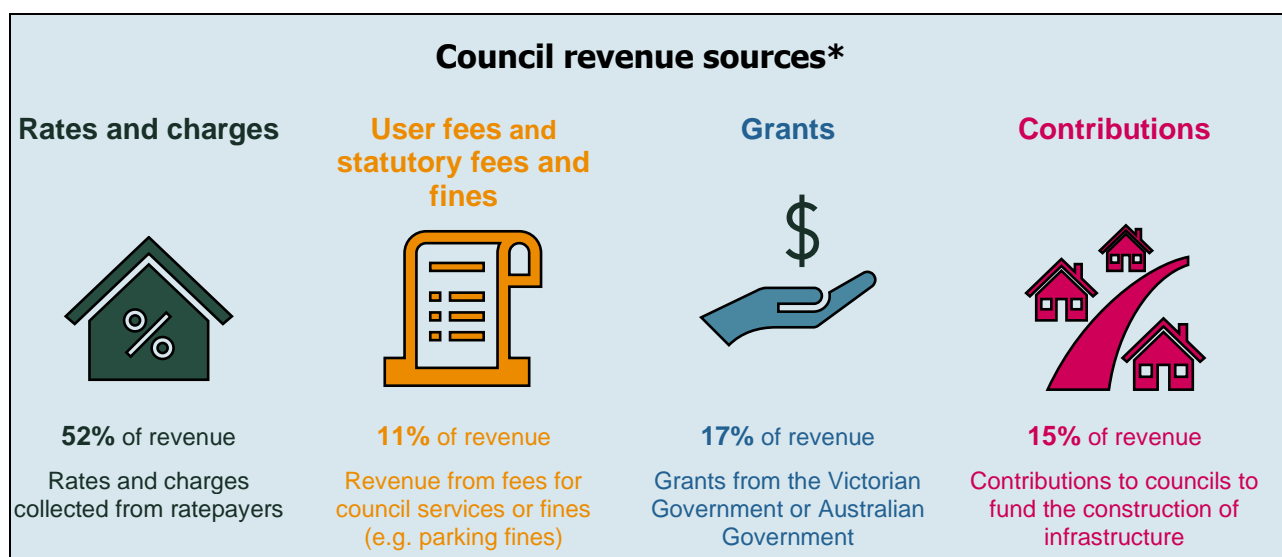 Council revenue sources*
Rates and charges
User fees and
statutory fees and
fines
Grants
$
Contributions
%
52% of revenue
Rates and charges
collected from ratepayers
11% of revenue
Revenue from fees for
council services or fines
(e.g. parking fines)
17% of revenue
Grants from the Victorian
Government or Australian
Government
15% of revenue
Contributions to councils to
fund the construction of
infrastructure